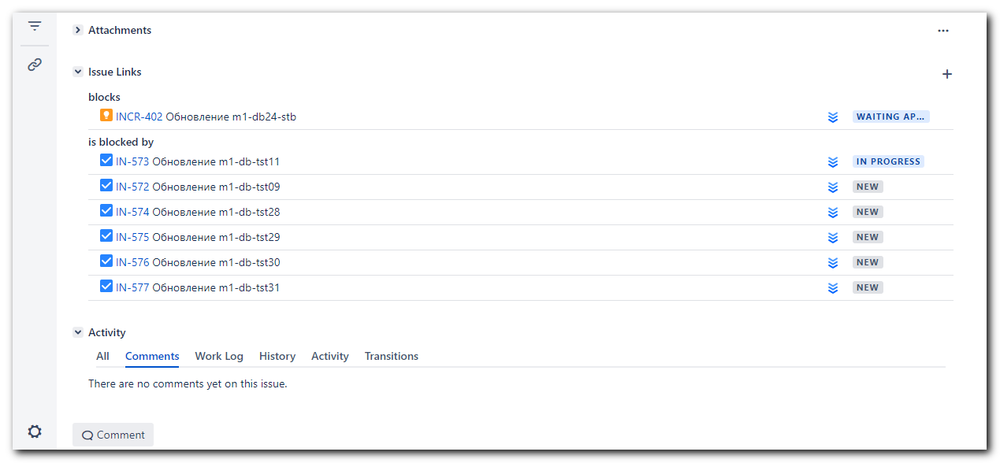 Attachments
Issue Links
blocks
INCR-402 Обновление m1-db24-stb WAITING AP...
is blocked by
IN-573 Обновление m1-db-tst11 IN PROGRESS
IN-572 Обновление m1-db-tst09 NEW
IN-574 Обновление m1-db-tst28 NEW
IN-575 Обновление m1-db-tst29 NEW
IN-576 Обновление m1-db-tst30 NEW
IN-577 Обновление m1-db-tst31 NEW
Activity
All Comments Work Log History Activity Transitions
There are no comments yet on this issue.
Comment